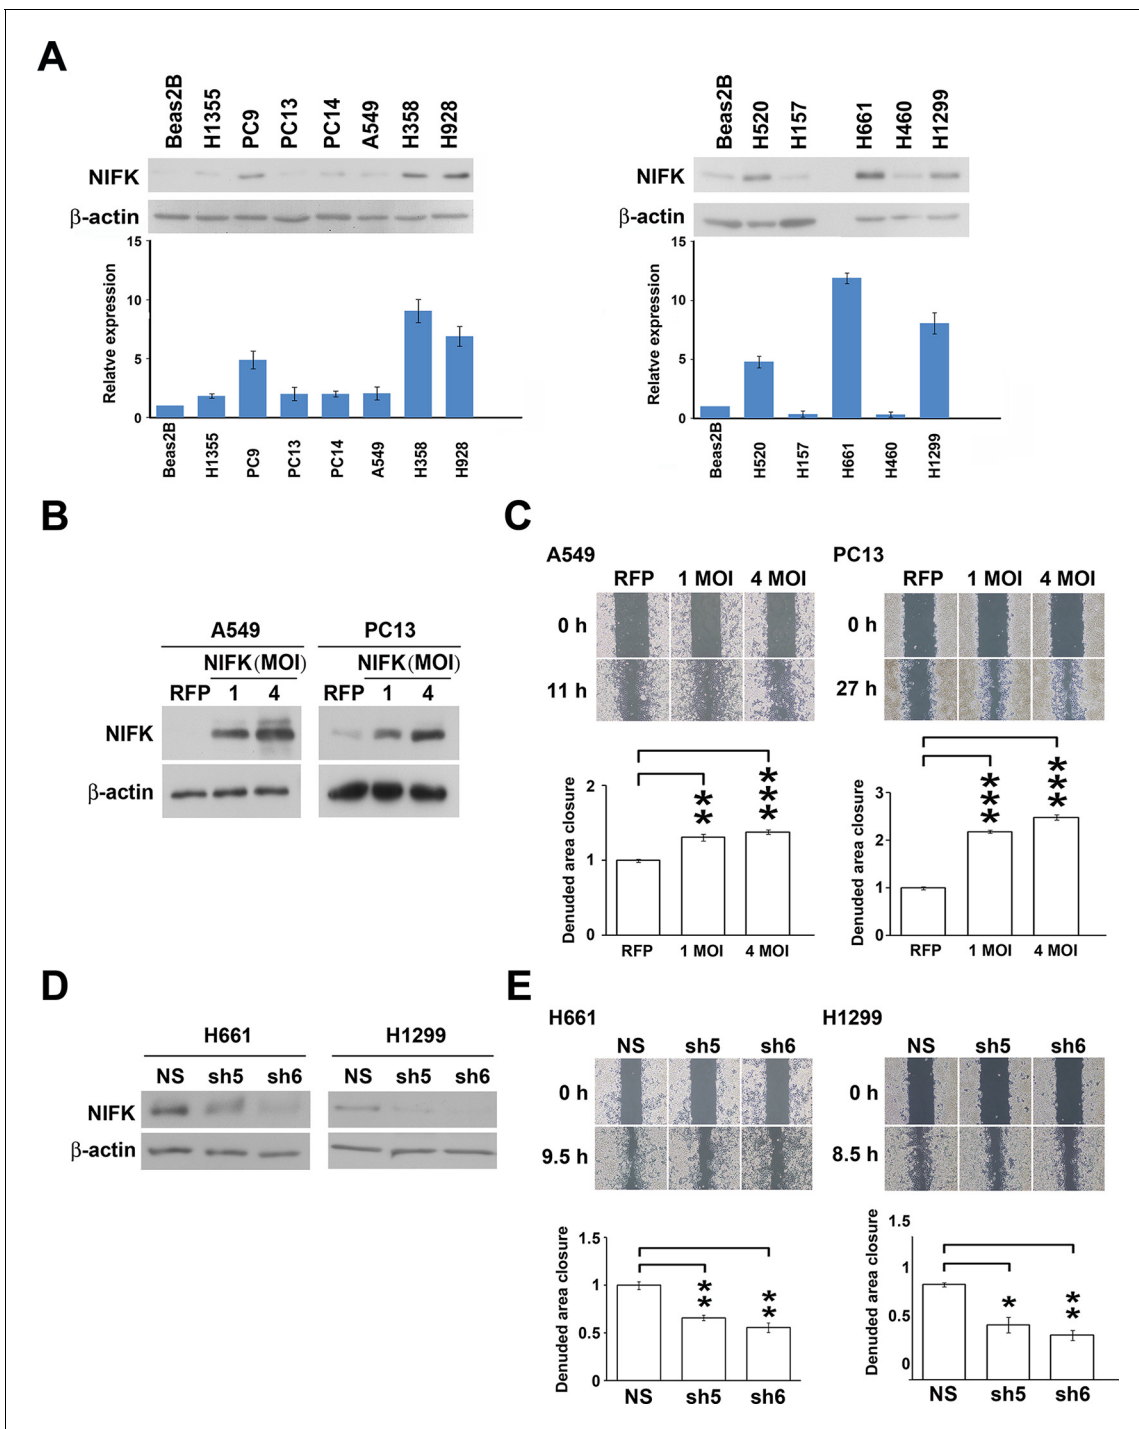 A
Beas2B H1355 PC9 PC13 PC14 A549 H358 H928
NIFK
β-actin
Relatve expression
15
10
5
0
Beas2B H1355 PC9 PC13 PC14 A549 H358 H928
Beas2B H520 H157 H661 H460 H1299
NIFK
β-actin
Relatve expression
15
10
5
0
Beas2B H520 H157 H661 H460 H1299
B
A549 PC13
NIFK(MOI) NIFK(MOI)
RFP 1 4 RFP 1 4
NIFK
β-actin
C
A549
RFP 1 MOI 4 MOI
0 h
11 h
Denuded area closure
2
1
0
** ***
RFP 1 MOI 4 MOI
PC13
RFP 1 MOI 4 MOI
0 h
27 h
Denuded area closure
3
2
1
0
*** ***
RFP 1 MOI 4 MOI
D
H661 H1299
NS sh5 sh6 NS sh5 sh6
NIFK
β-actin
E
H661
NS sh5 sh6
0 h
9.5 h
Denuded area closure
1.5
1
0.5
0
** **
NS sh5 sh6
H1299
NS sh5 sh6
0 h
8.5 h
Denuded area closure
1.5
1
0.5
0
* **
NS sh5 sh6